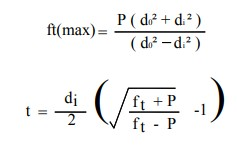 ft(max) = P ( d₀² + dᵢ² ) / ( d₀² – dᵢ² )
t = dᵢ / 2 ( √ fₜ + P / fₜ - P -1 )